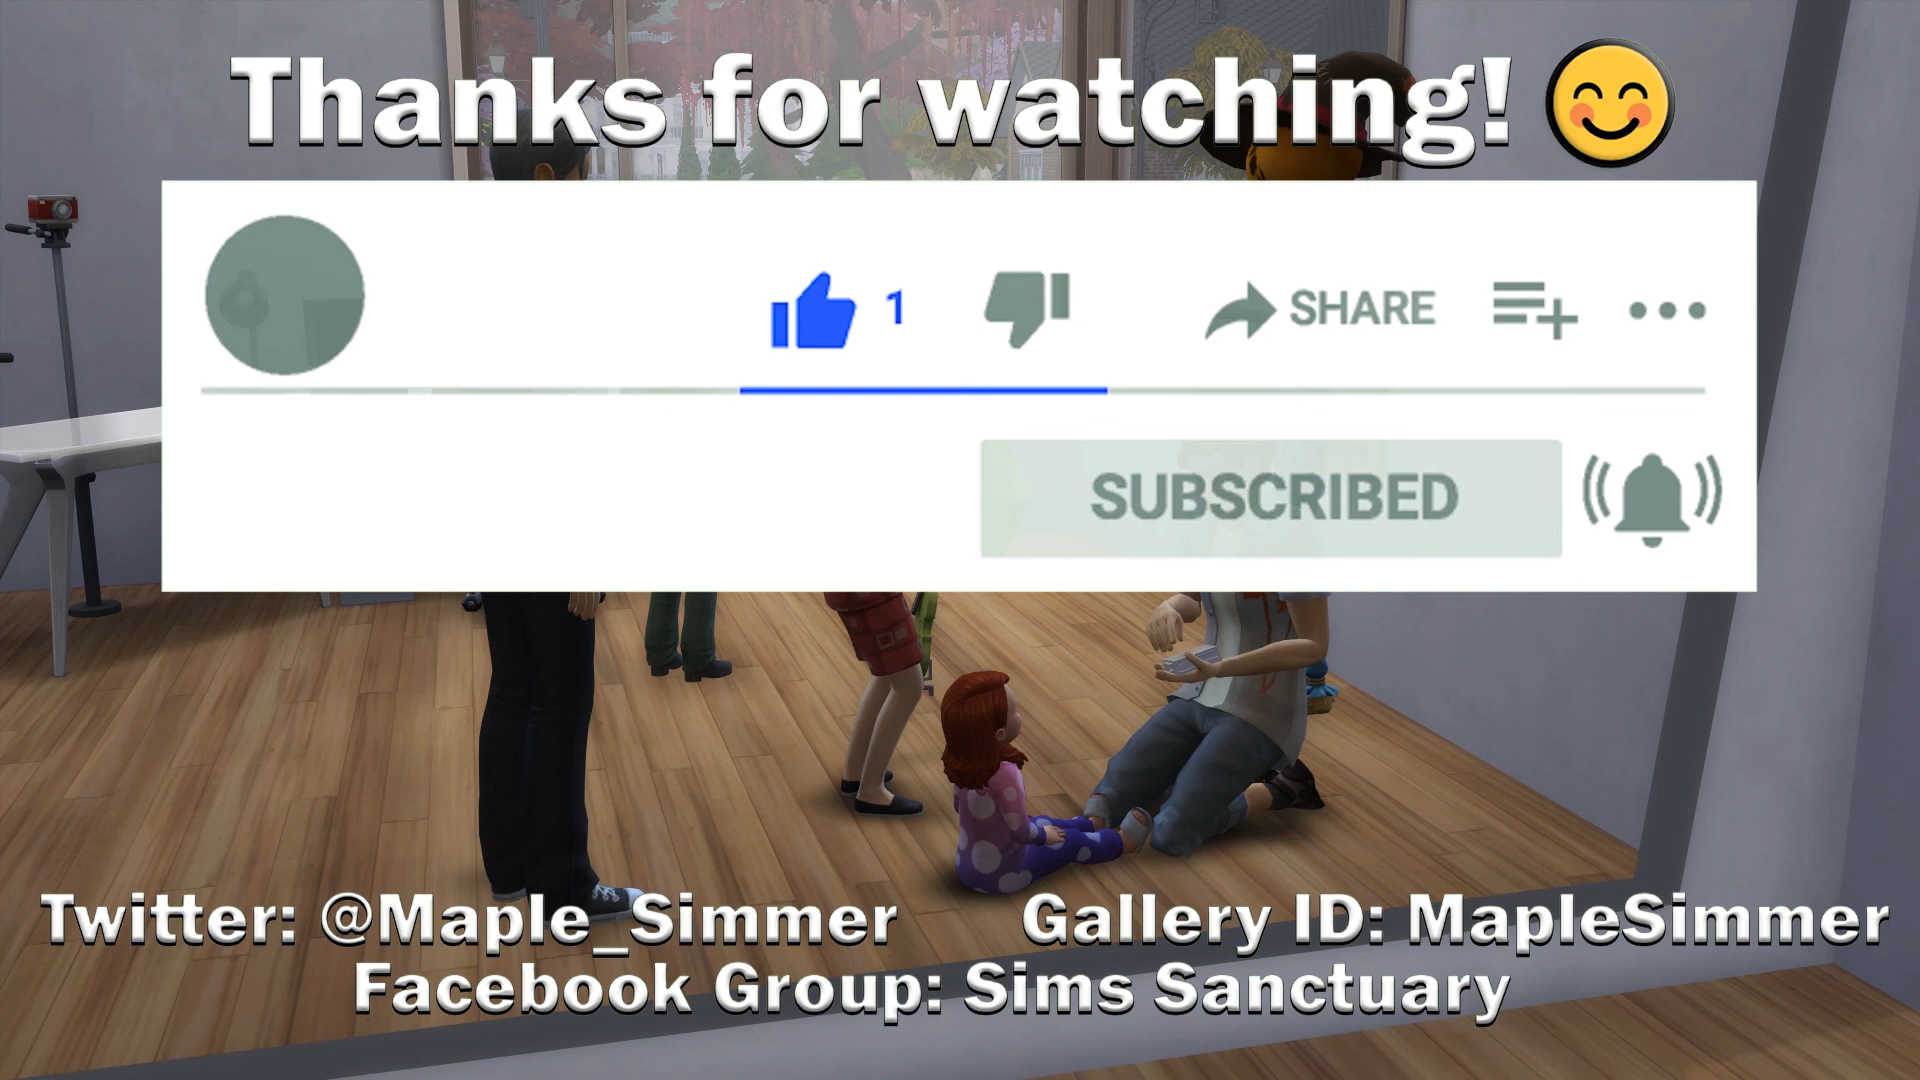 Thanks for watching! 😊
1 SHARE
SUBSCRIBED
Twitter: @Maple_Simmer Gallery ID: MapleSimmer
Facebook Group: Sims Sanctuary